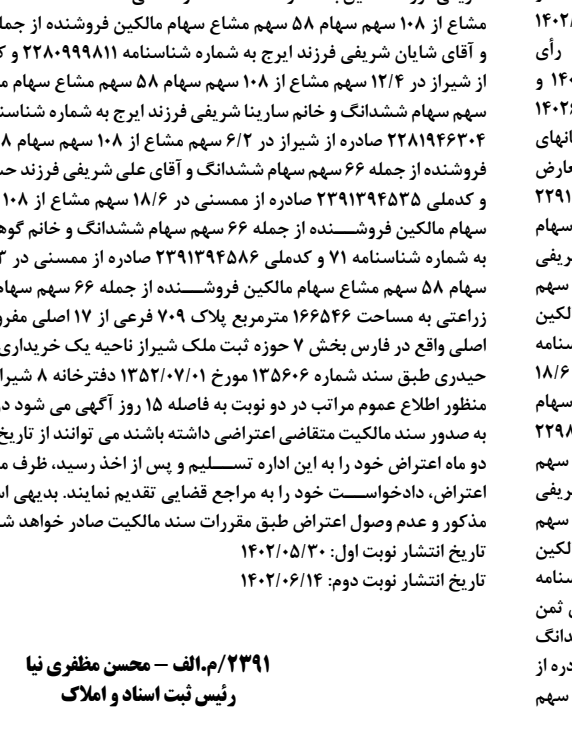 مشاع از ۱۰۸ سهم سهام ۵۸ سهم مشاع سهام مالکین فروشنده از جمله
و آقای شایان شریفی فرزند ایرج به شماره شناسنامه ۲۲۸۰۹۹۹۸۱۱ و
از شیراز در ۱۲/۴ سهم مشاع از ۱۰۸ سهم سهام ۵۸ سهم مشاع سهام
سهم سهام ششدانگ و خانم سارینا شریفی فرزند ایرج به شماره
۲۲۸۱۹۴۶۳۰۴ صادره از شیراز در ۶/۲ سهم مشاع از ۱۰۸ سهم سهام
فروشنده از جمله ۶۶ سهم سهام ششدانگ و آقای علی شریفی فرزند
و کدملی ۲۳۹۱۳۹۴۵۳۵ صادره از ممسنی در ۱۸/۶ سهم مشاع از ۱۰۸
سهام مالکین فروشنده از جمله ۶۶ سهم سهام ششدانگ و خانم
به شماره شناسنامه ۷۱ و کدملی ۲۳۹۱۳۹۴۵۸۶ صادره از ممسنی در
سهام ۵۸ سهم مشاع سهام مالکین فروشنده از جمله ۶۶ سهم
زراعتی به مساحت ۱۶۶۵۴۶ مترمربع پلاک ۷۰۹ فرعی از ۱۷ اصلی
اصلی واقع در فارس بخش ۷ حوزه ثبت ملک شیراز ناحیه یک خریداری
حیدری طبق سند شماره ۱۳۵۶۰۶ مورخ ۱۳۵۲/۰۷/۰۱ دفترخانه ۸
منظور اطلاع عموم مراتب در دو نوبت به فاصله ۱۵ روز آگهی می شود
به صدور سند مالکیت متقاضی اعتراضی داشته باشند می توانند از تاریخ
دو ماه اعتراض خود را به این اداره تسلیم و پس از اخذ رسید، ظرف
اعتراض، دادخواست خود را به مراجع قضایی تقدیم نمایند. بدیهی
مذکور و عدم وصول اعتراض طبق مقررات سند مالکیت صادر خواهد
تاریخ انتشار نوبت اول: ۱۴۰۲/۰۵/۳۰
تاریخ انتشار نوبت دوم: ۱۴۰۲/۰۶/۱۴
۲۳۹۱/م.الف - محسن مظفری نیا
رئیس ثبت اسناد و املاک
رأی
و
سهام
سهم
سهام
سهم
سهم
ثمن
سهم